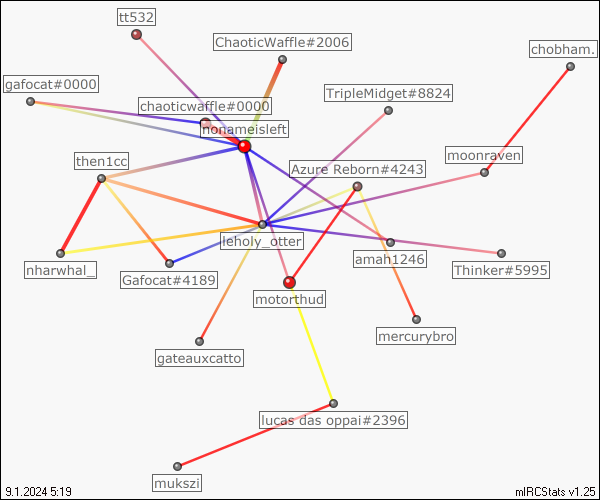 tt532
ChaoticWaffle#2006
chobham.
gafocat#0000
TripleMidget#8824
chaoticwaffle#0000
nonameisleft
moonraven
then1cc
Azure Reborn#4243
leholy_otter
amah1246
nharwhal_
Gafocat#4189
Thinker#5995
motorthud
mercurybro
gateauxcatto
lucas das oppai#2396
mukszi
9.1.2024 5:19
mIRCStats v1.25